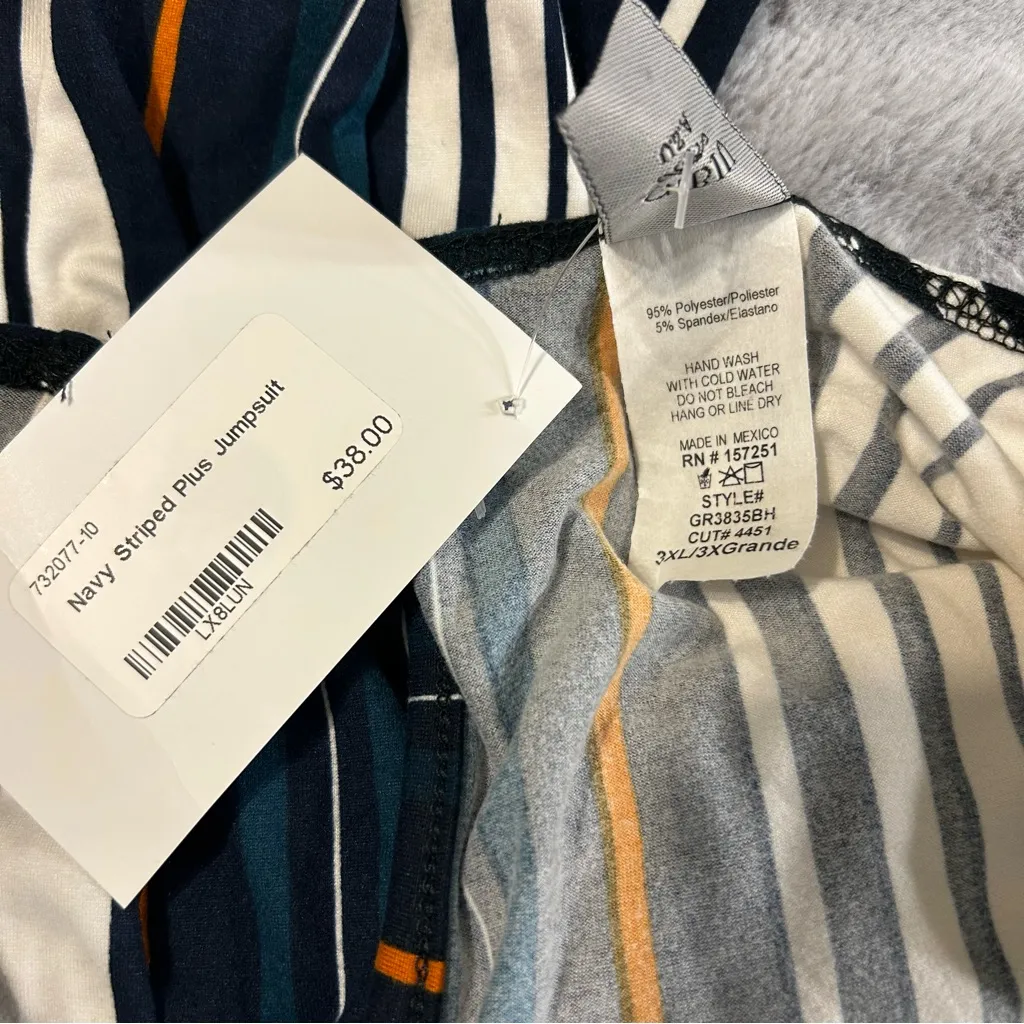 732077-10
Navy Striped Plus Jumpsuit
$38.00
LX8LUN
95% Polyester/Poliester
5% Spandex/Elastano
HAND WASH
WITH COLD WATER
DO NOT BLEACH
HANG OR LINE DRY
MADE IN MEXICO
RN # 157251
STYLE#
GR3835BH
CUT# 4451
3XL/3XGrande